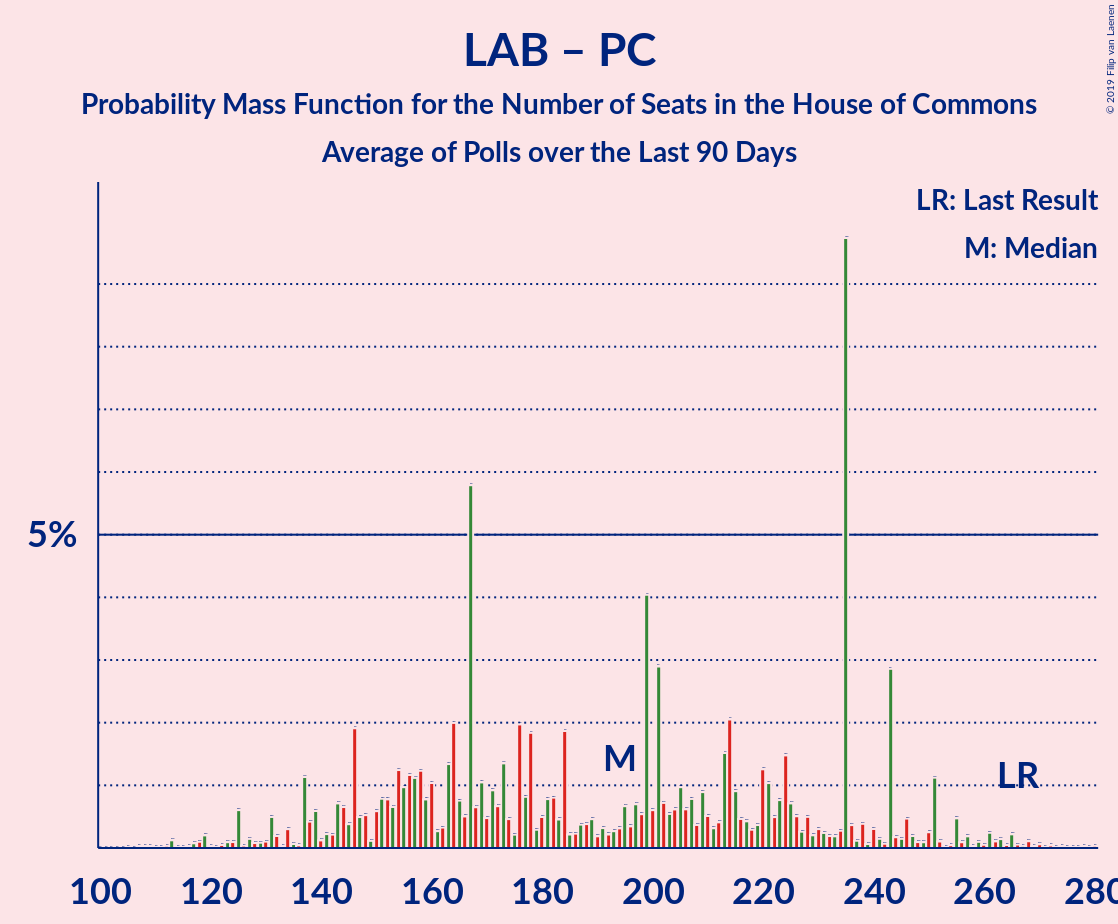 LAB – PC
Probability Mass Function for the Number of Seats in the House of Commons
Average of Polls over the Last 90 Days
© 2019 Filip van Laenen
LR: Last Result
M: Median
5%
M
LR
100 120 140 160 180 200 220 240 260 280